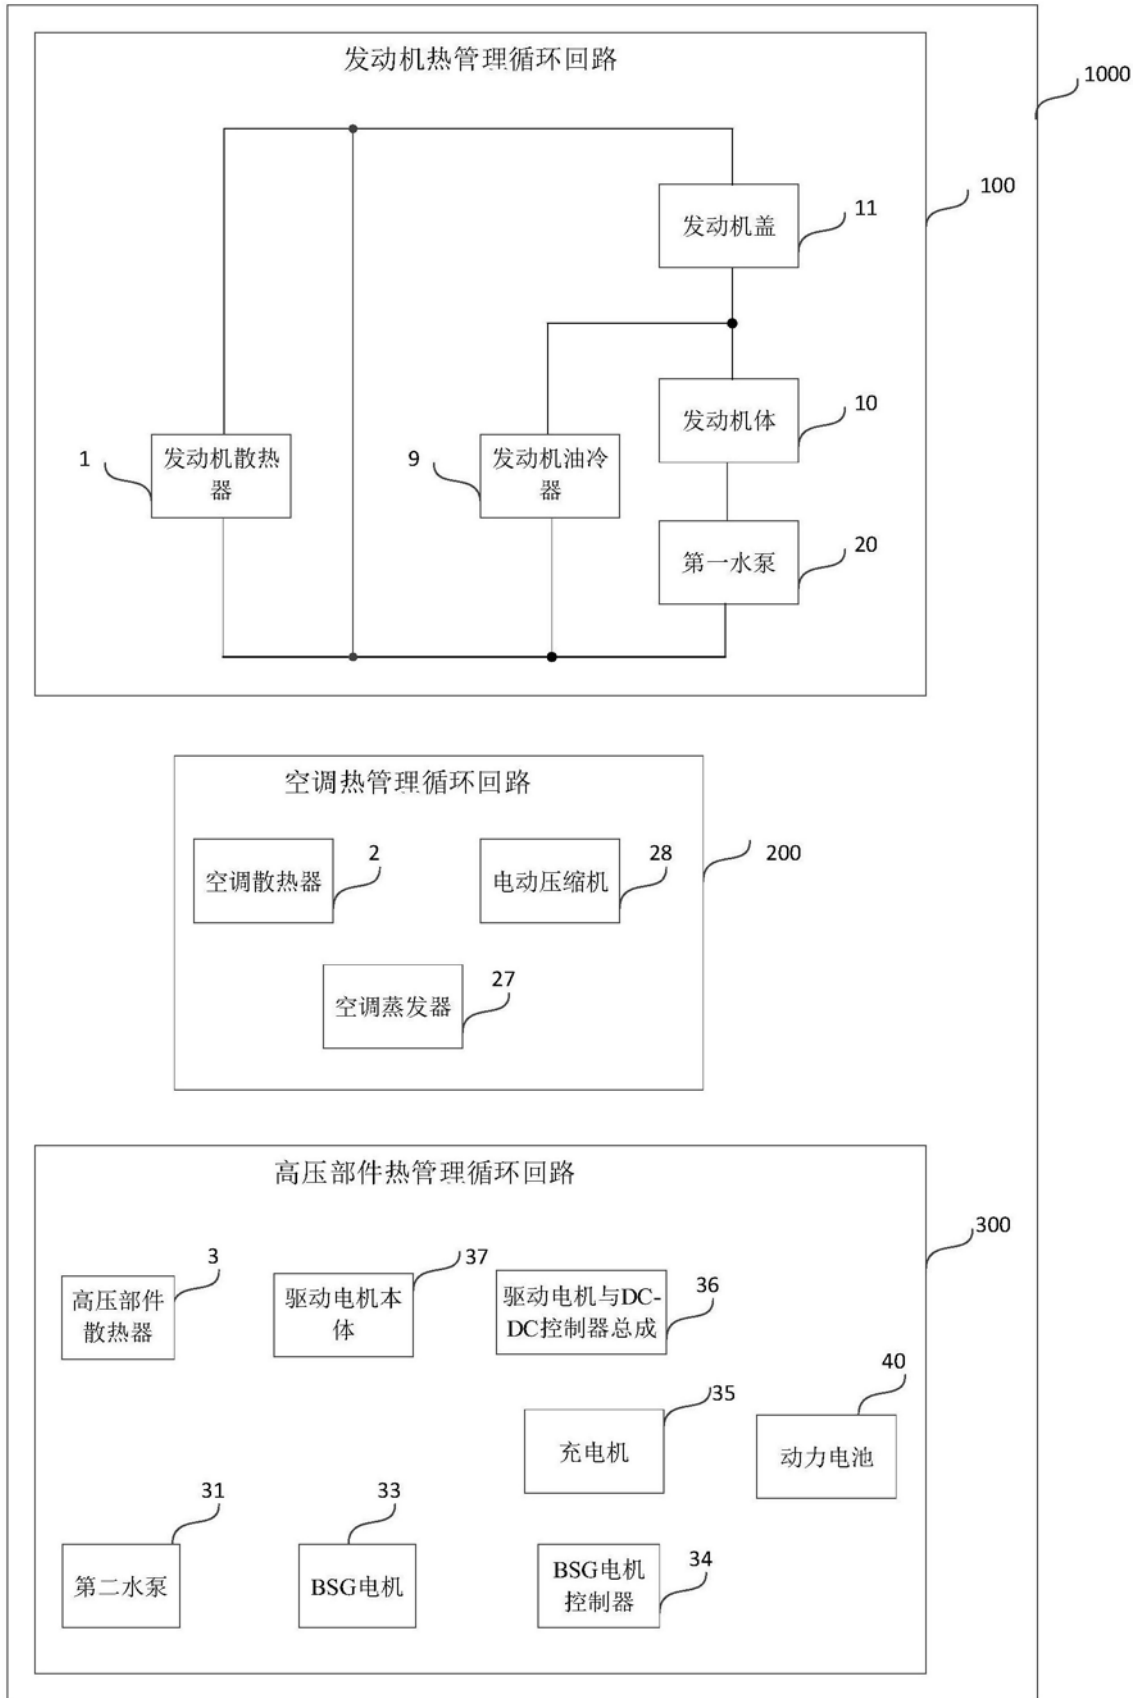 发动机热管理循环回路
1000
100
11
发动机盖
10
发动机体
1
发动机散热
器
9
发动机油冷
器
20
第一水泵
空调热管理循环回路
200
2
空调散热器
28
电动压缩机
27
空调蒸发器
高压部件热管理循环回路
300
3
高压部件
散热器
37
驱动电机本
体
36
驱动电机与DC-
DC控制器总成
40
动力电池
35
充电机
31
第二水泵
33
BSG电机
34
BSG电机
控制器